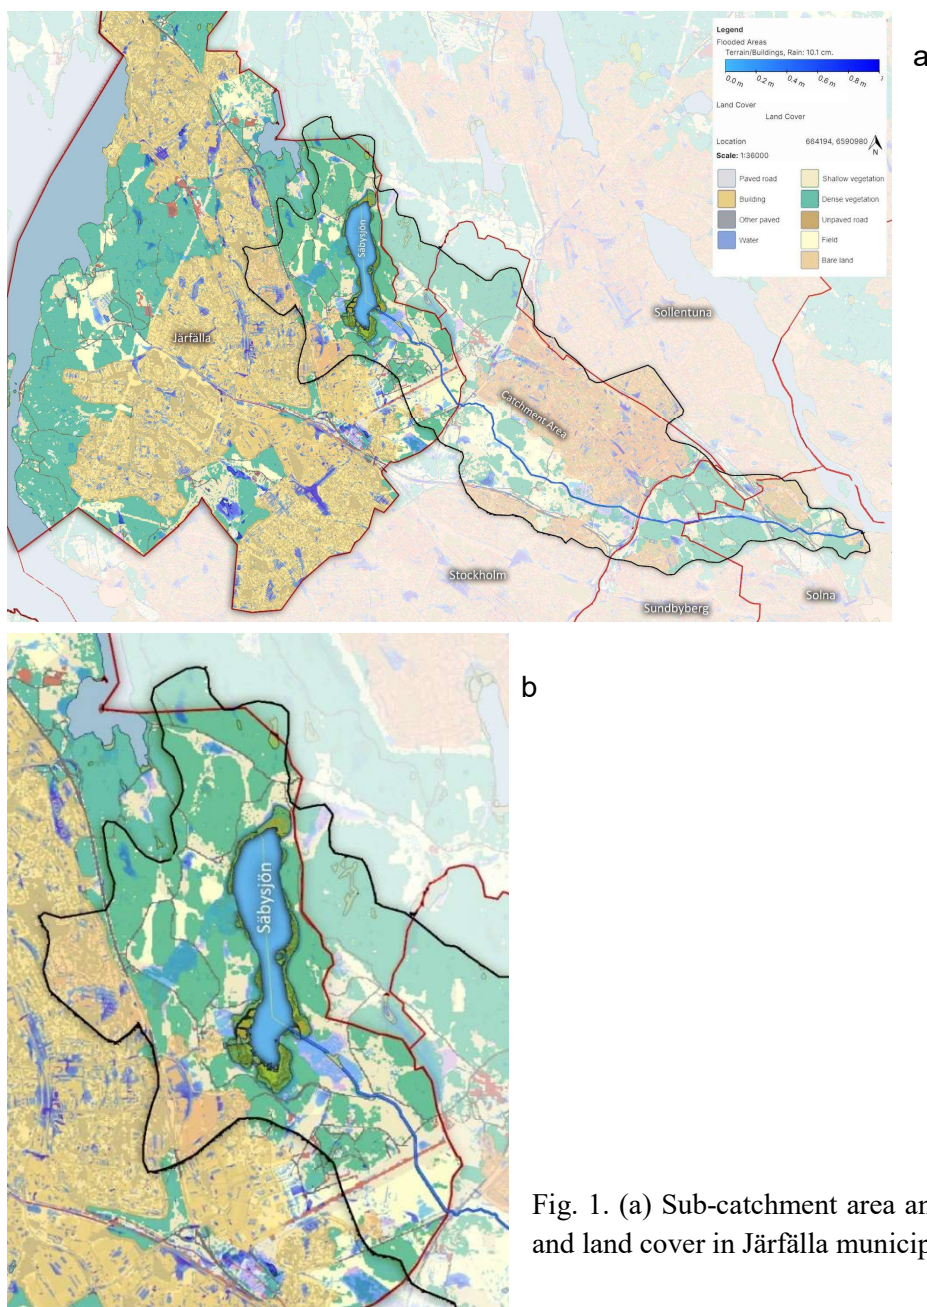 a
Legend
Flooded Areas
Terrain/Buildings, Rain: 10.1 cm.
0.0 m 0.2 m 0.4 m 0.6 m 0.8 m
Land Cover
Land Cover
Location 664194, 6590980
N
Scale: 1:36000
Paved road Shallow vegetation
Building Dense vegetation
Other paved Unpaved road
Water Field
Bare land
Säbysjön
Järfälla
Sollentuna
Catchment Area
Stockholm
Sundbyberg
Solna
b
Säbysjön
Fig. 1. (a) Sub-catchment area an
and land cover in Järfälla municip